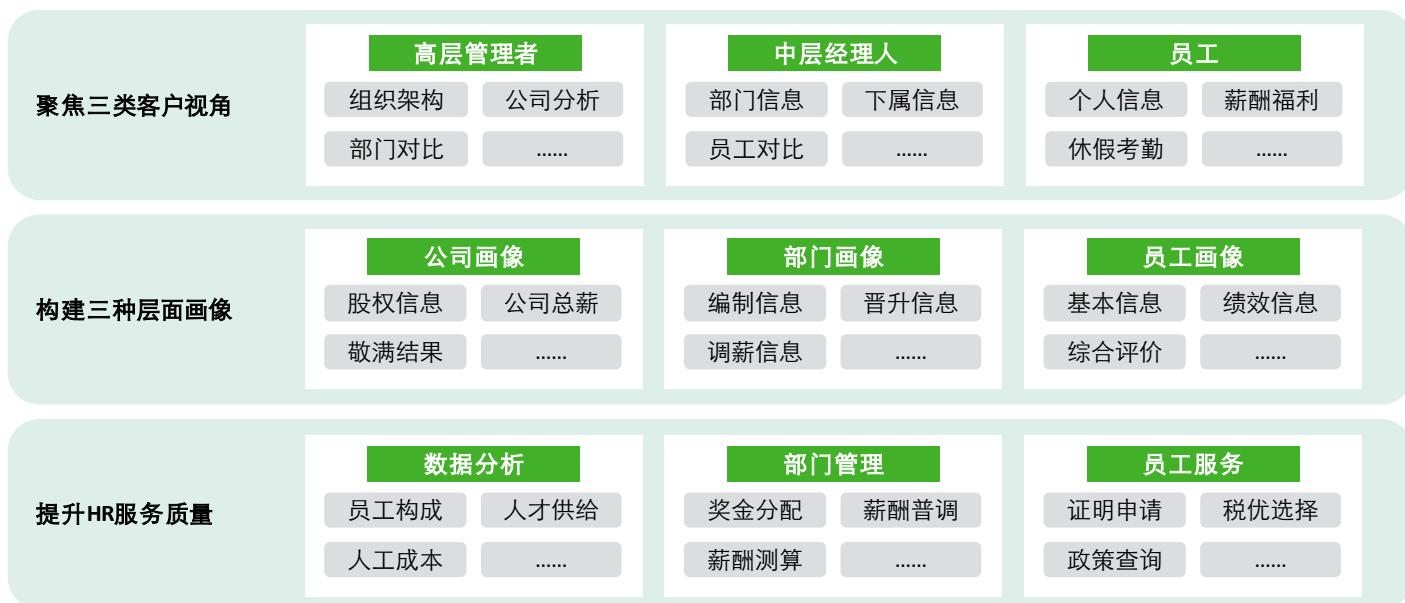 聚焦三类客户视角
高层管理者
组织架构
公司分析
部门对比
......
中层经理人
部门信息
下属信息
员工对比
......
员工
个人信息
薪酬福利
休假考勤
......
构建三种层面画像
公司画像
股权信息
公司总薪
敬满结果
......
部门画像
编制信息
晋升信息
调薪信息
......
员工画像
基本信息
绩效信息
综合评价
......
提升HR服务质量
数据分析
员工构成
人才供给
人工成本
......
部门管理
奖金分配
薪酬普调
薪酬测算
......
员工服务
证明申请
税优选择
政策查询
......